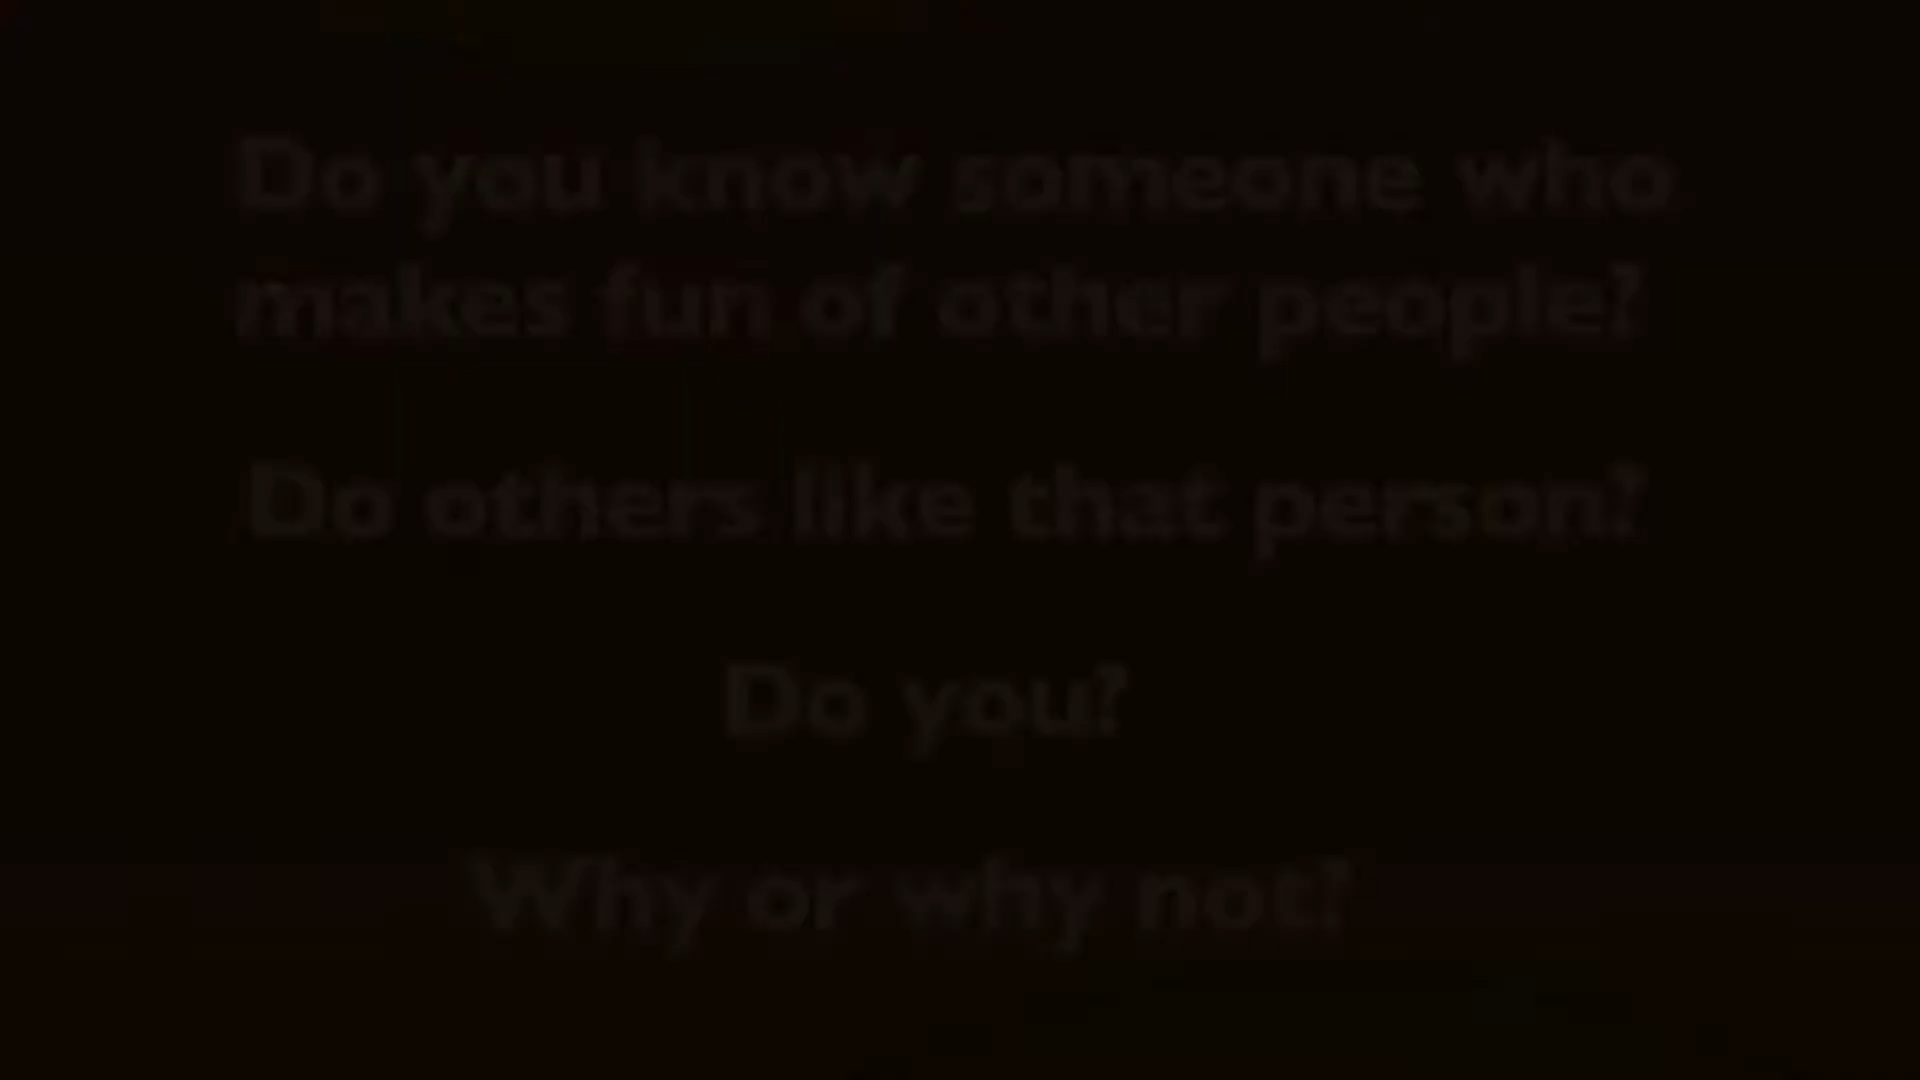 Do you know someone who
makes fun of other people?
Do others like that person?
Do you?
Why or why not?